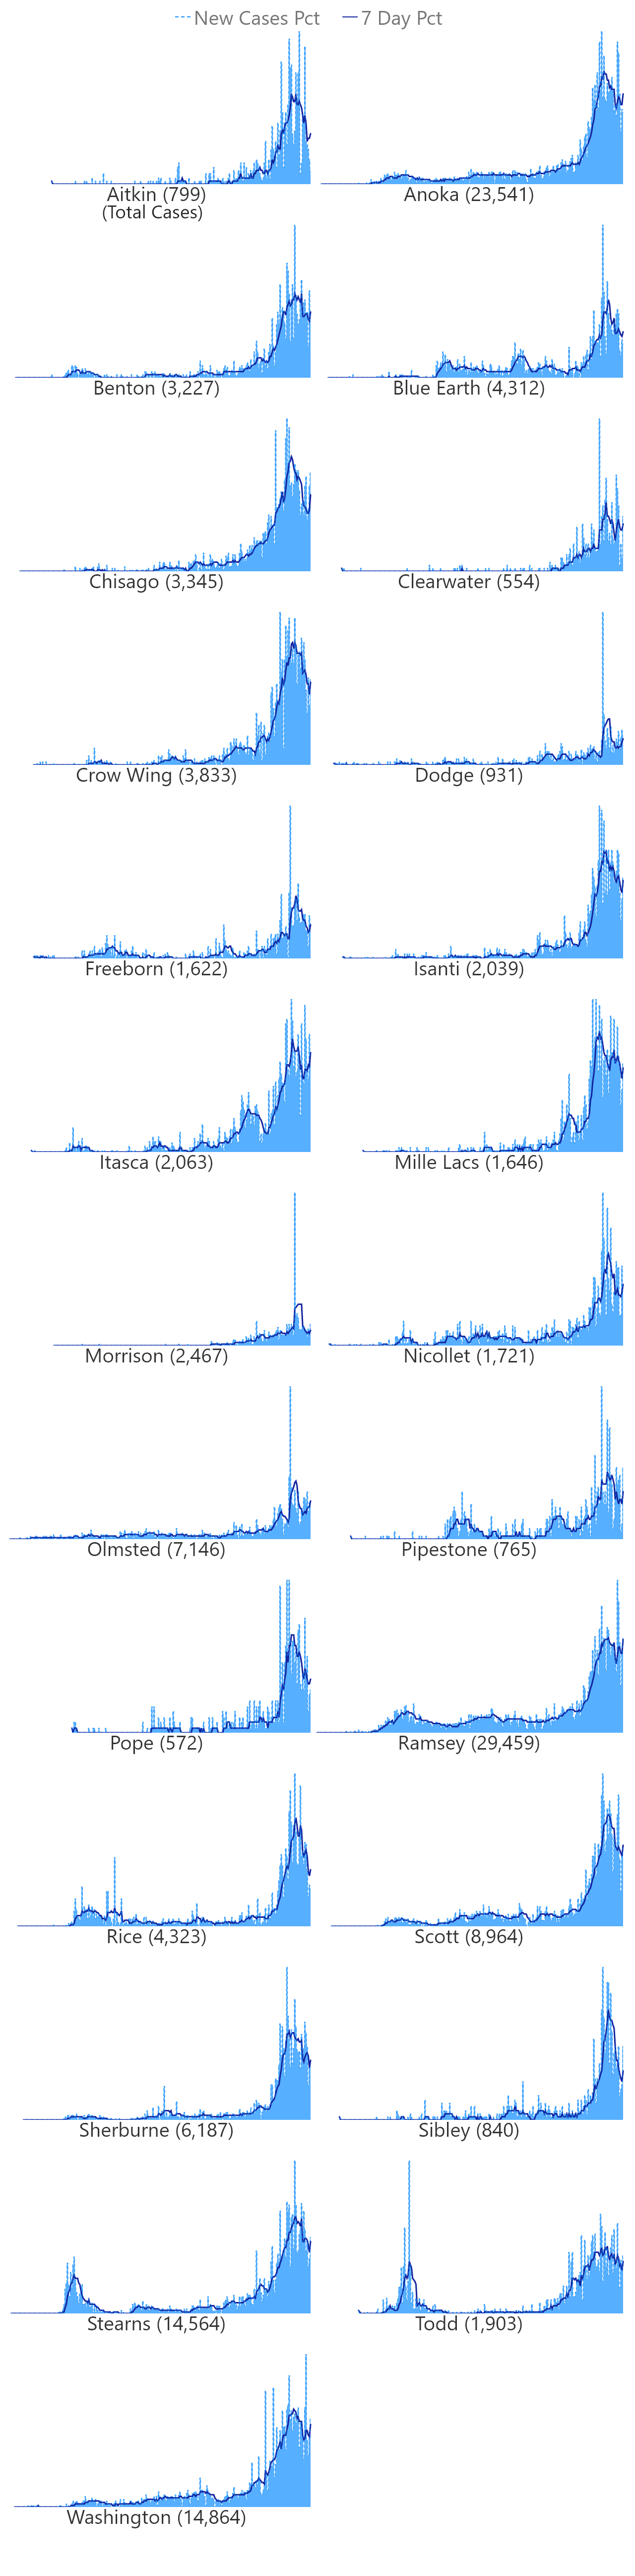 New Cases Pct 7 Day Pct
Aitkin (799)
(Total Cases)
Anoka (23,541)
Benton (3,227)
Blue Earth (4,312)
Chisago (3,345)
Clearwater (554)
Crow Wing (3,833)
Dodge (931)
Freeborn (1,622)
Isanti (2,039)
Itasca (2,063)
Mille Lacs (1,646)
Morrison (2,467)
Nicollet (1,721)
Olmsted (7,146)
Pipestone (765)
Pope (572)
Ramsey (29,459)
Rice (4,323)
Scott (8,964)
Sherburne (6,187)
Sibley (840)
Stearns (14,564)
Todd (1,903)
Washington (14,864)